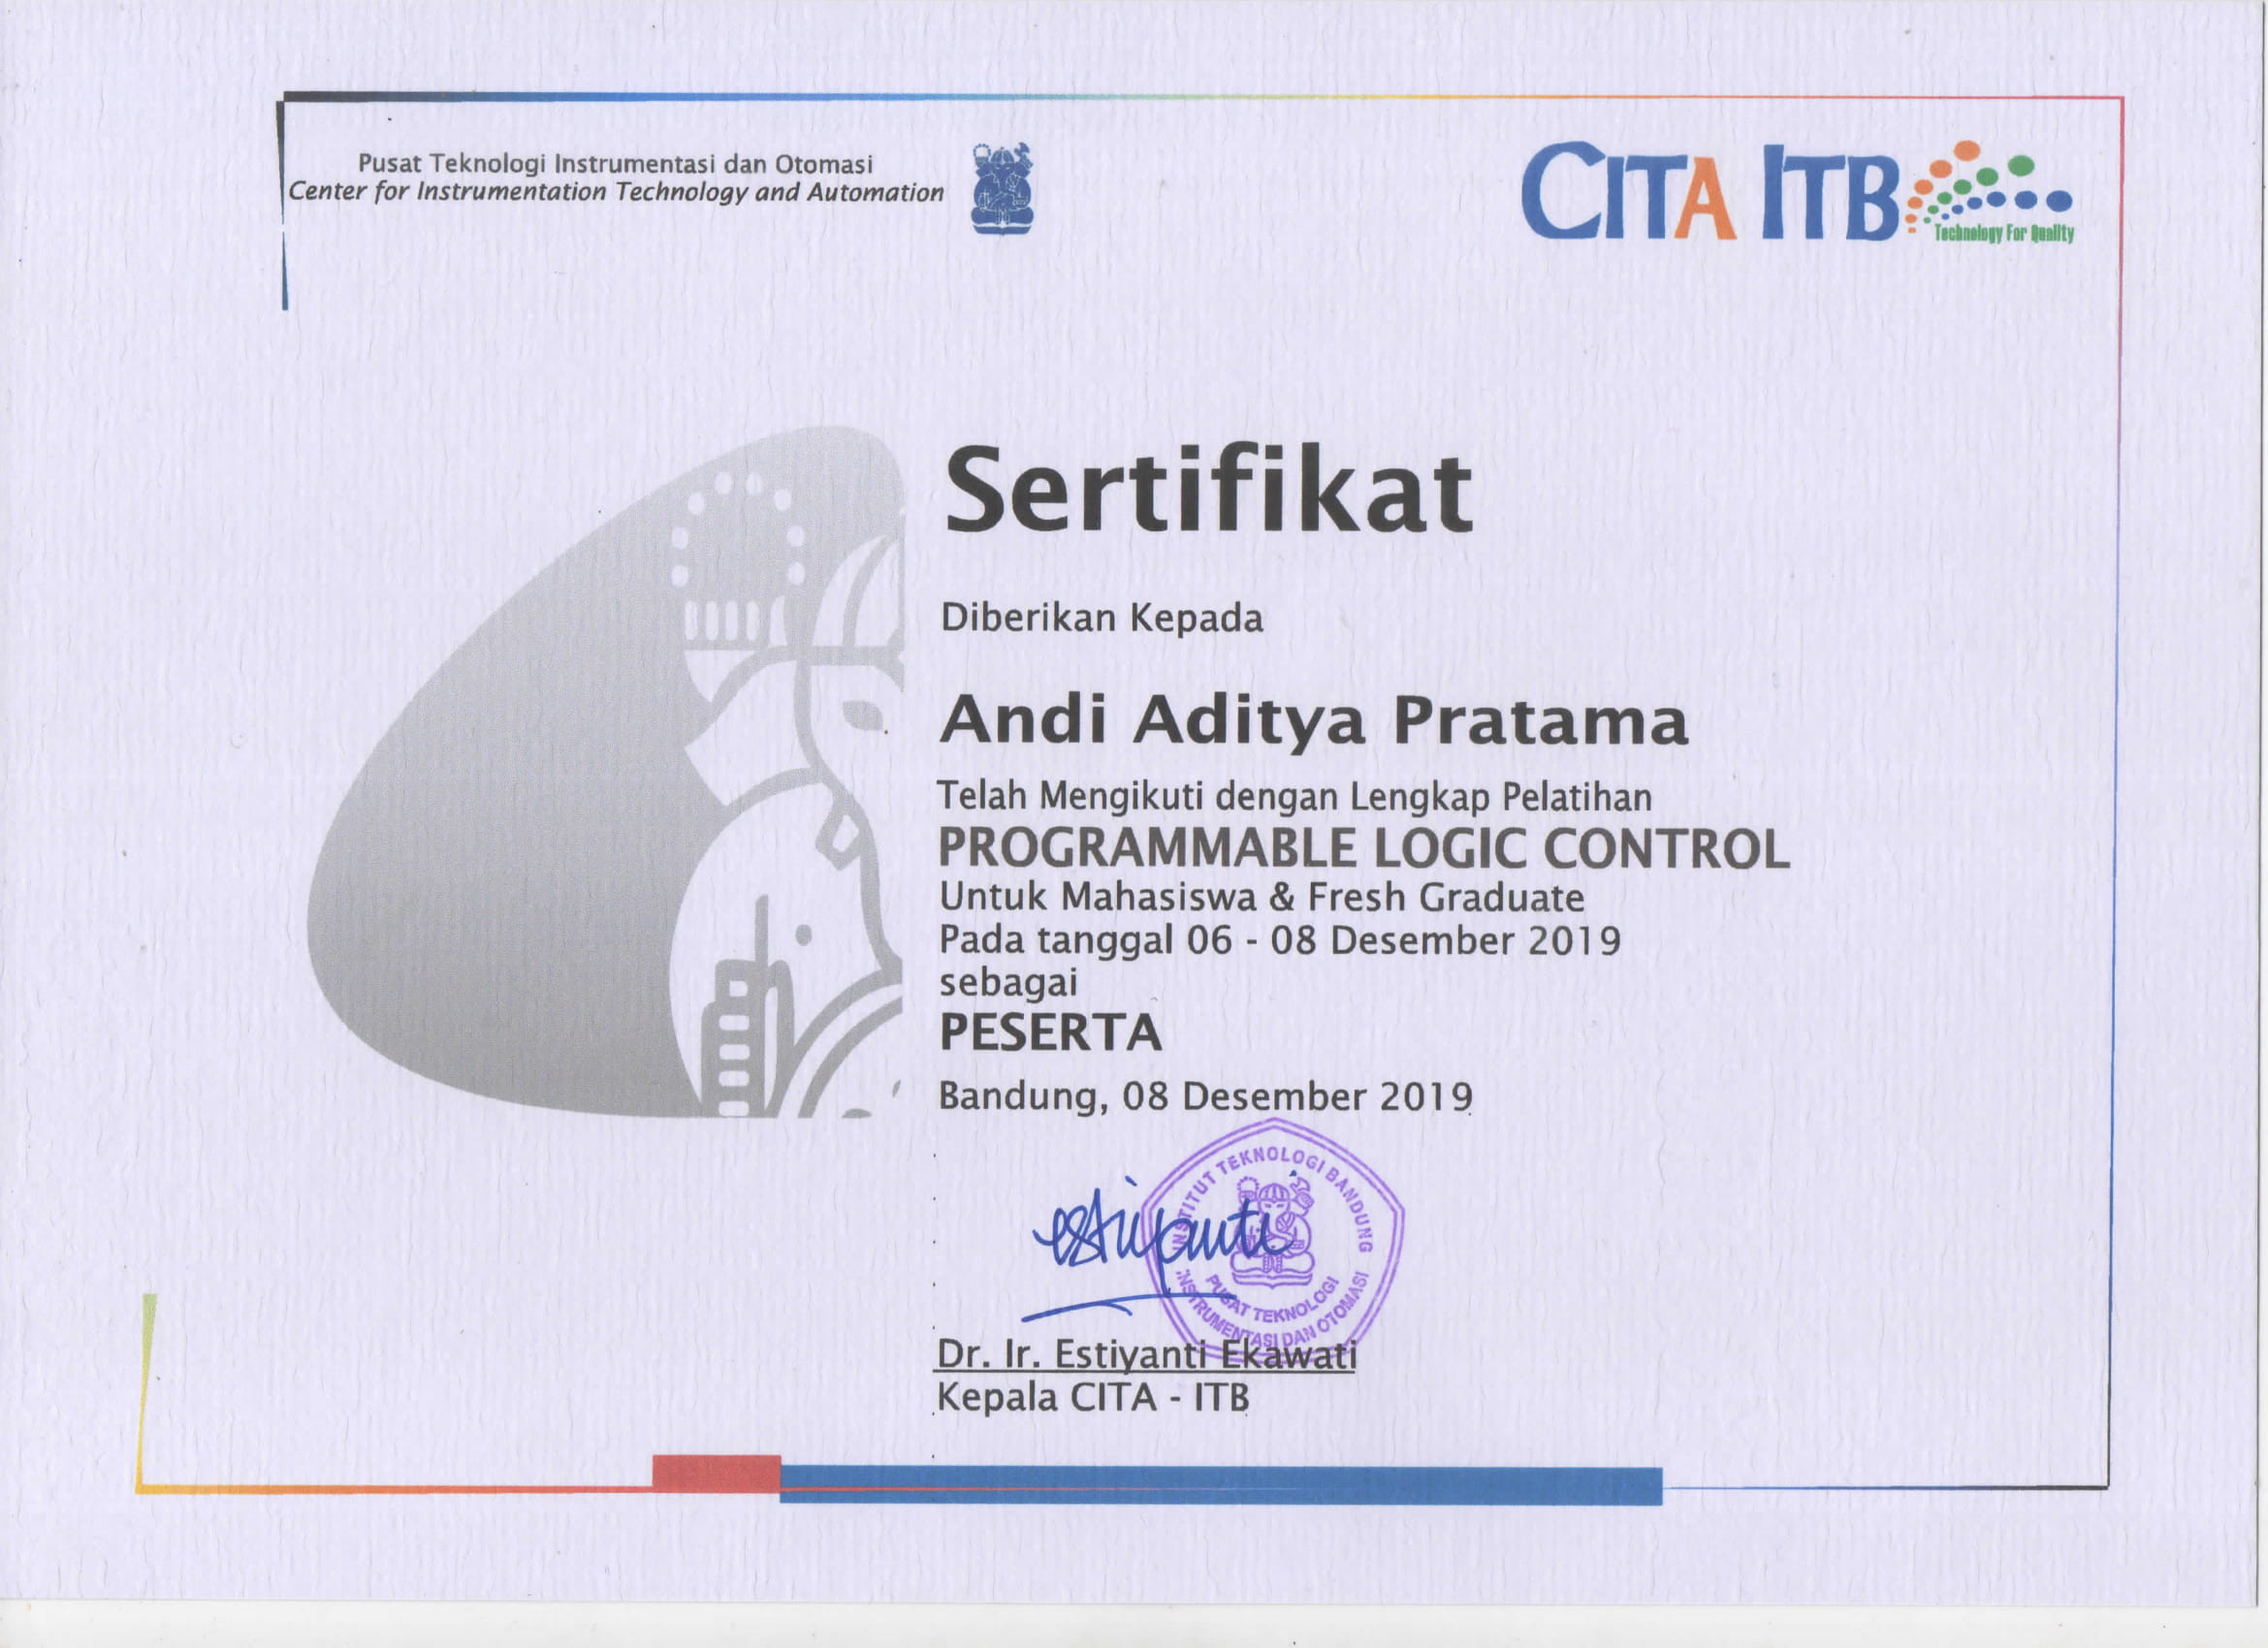 Pusat Teknologi Instrumentasi dan Otomasi
Center for Instrumentation Technology and Automation
CITA ITB
Technology For Quality
Sertifikat
Diberikan Kepada
Andi Aditya Pratama
Telah Mengikuti dengan Lengkap Pelatihan
PROGRAMMABLE LOGIC CONTROL
Untuk Mahasiswa & Fresh Graduate
Pada tanggal 06 - 08 Desember 2019
sebagai
PESERTA
Bandung, 08 Desember 2019
INSTITUT TEKNOLOGI BANDUNG
PUSAT TEKNOLOGI
INSTRUMENTASI DAN OTOMASI
estiyanti
Dr. Ir. Estiyanti Ekawati
Kepala CITA - ITB